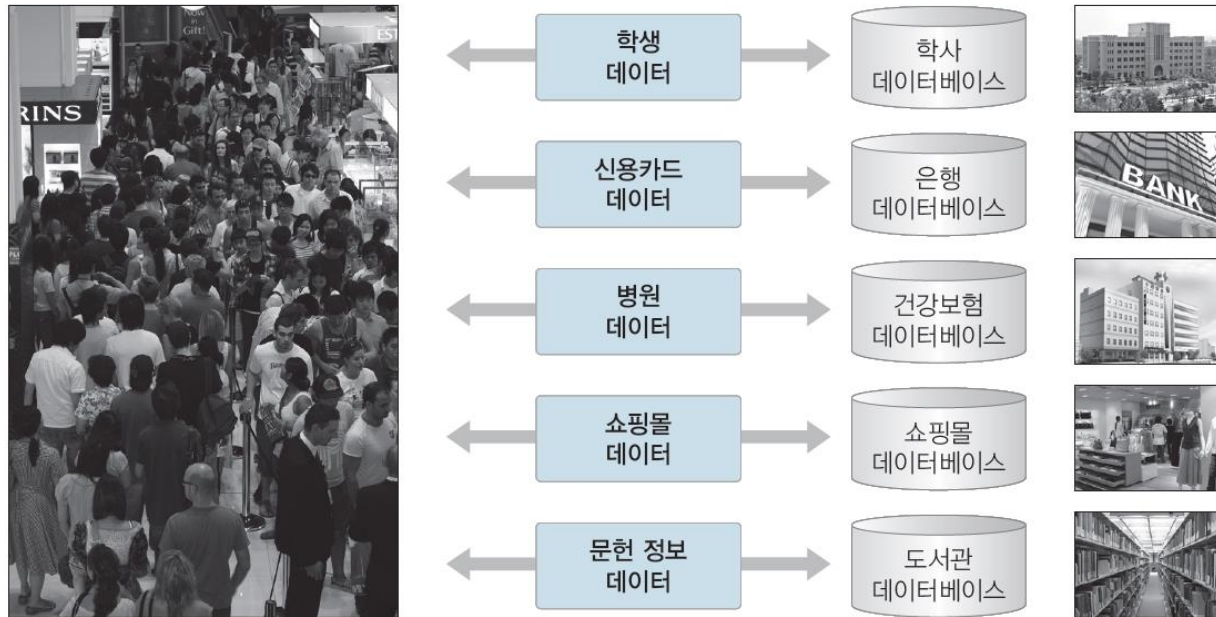 Now
in
Gift!
EST
RINS
학생
데이터
학사
데이터베이스
신용카드
데이터
은행
데이터베이스
BANK
병원
데이터
건강보험
데이터베이스
쇼핑몰
데이터
쇼핑몰
데이터베이스
문헌 정보
데이터
도서관
데이터베이스